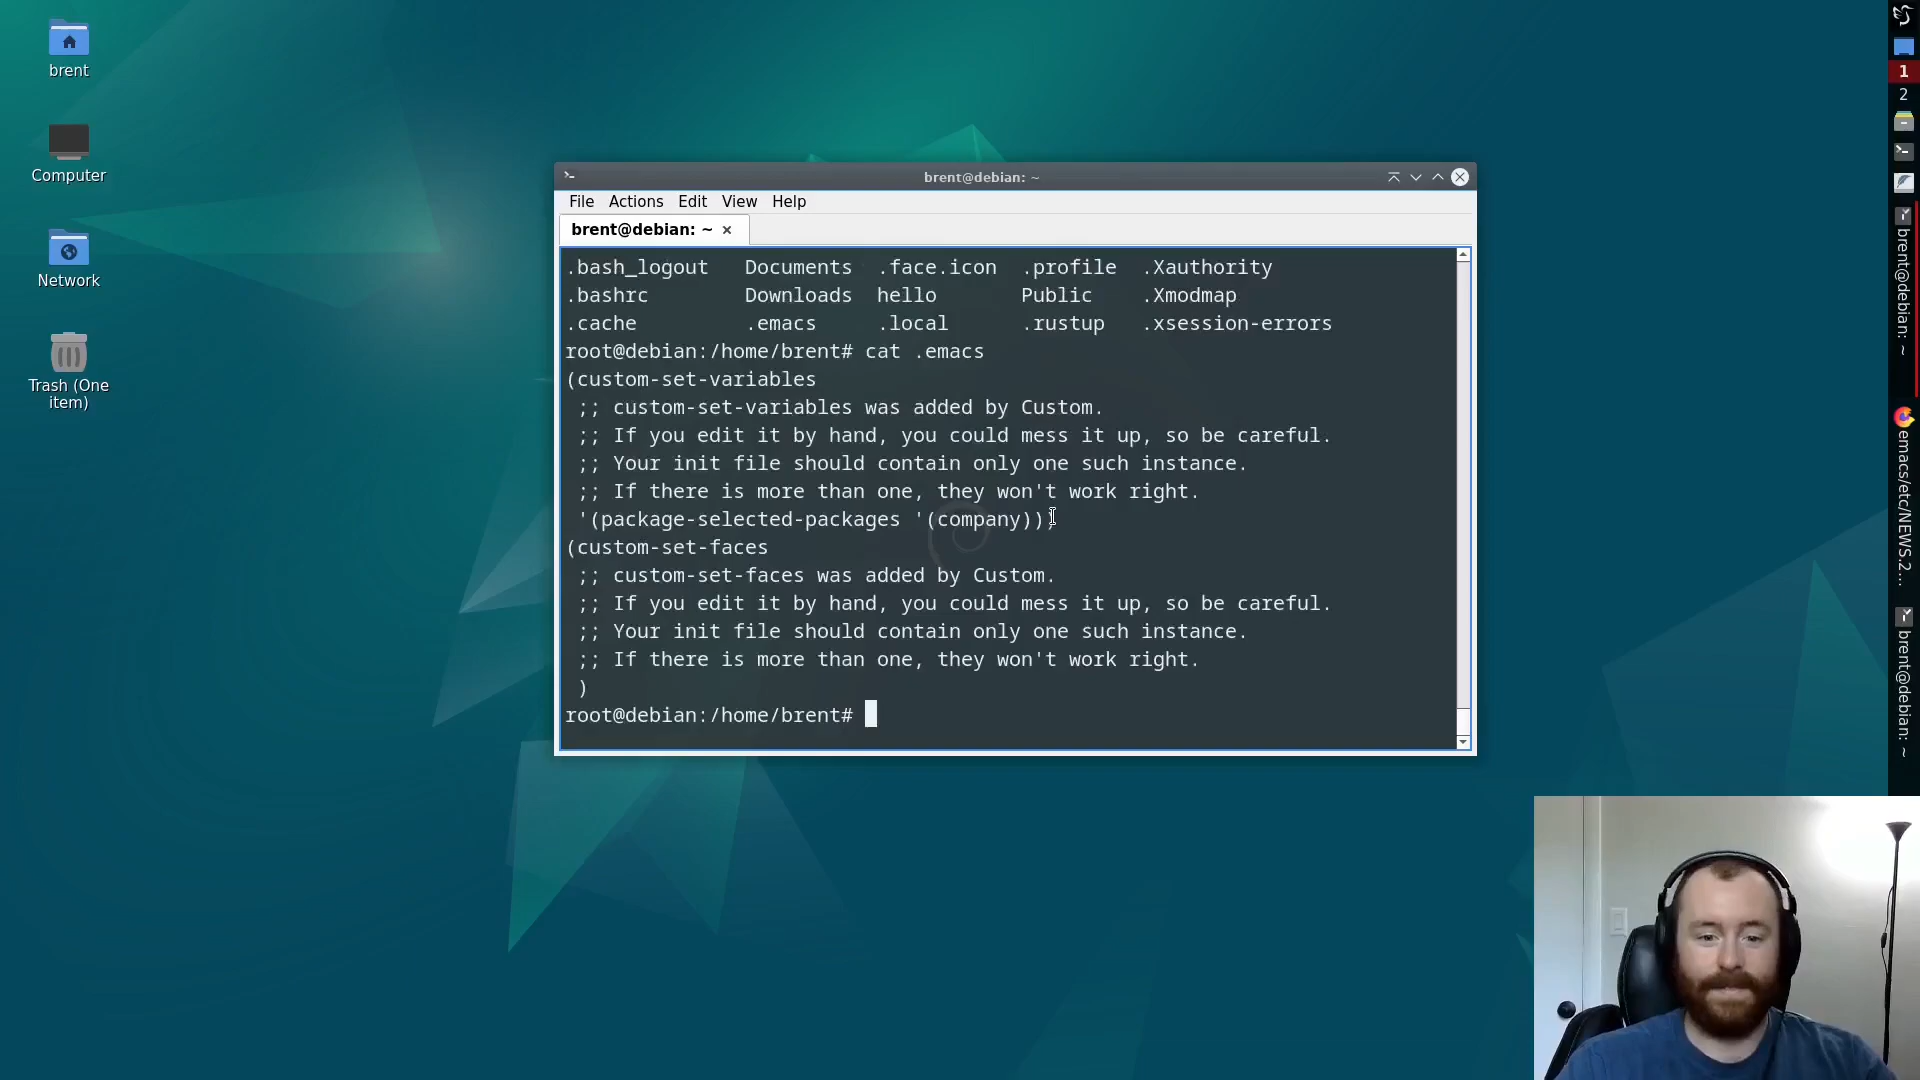 brent
Computer
Network
Trash (One
item)
brent@debian: ~
File Actions Edit View Help
brent@debian: ~
.bash_logout Documents .face.icon .profile .Xauthority
.bashrc Downloads hello Public .Xmodmap
.cache .emacs .local .rustup .xsession-errors
root@debian:/home/brent# cat .emacs
(custom-set-variables
;; custom-set-variables was added by Custom.
;; If you edit it by hand, you could mess it up, so be careful.
;; Your init file should contain only one such instance.
;; If there is more than one, they won't work right.
'(package-selected-packages '(company)))
(custom-set-faces
;; custom-set-faces was added by Custom.
;; If you edit it by hand, you could mess it up, so be careful.
;; Your init file should contain only one such instance.
;; If there is more than one, they won't work right.
)
root@debian:/home/brent#
1
2
brent@debian: ~
emacs/etc/NEWS.2...
brent@debian: ~